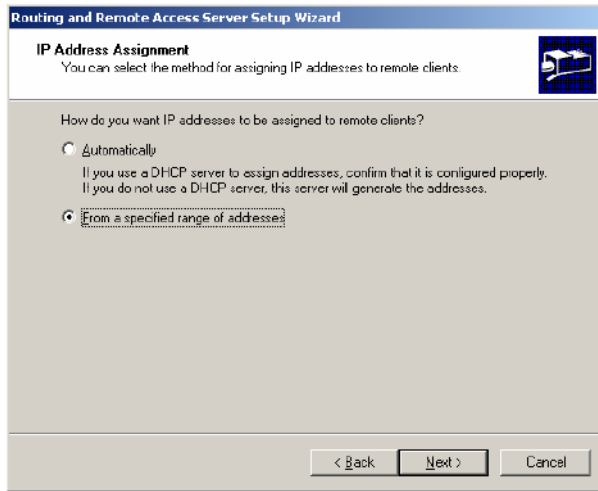 Routing and Remote Access Server Setup Wizard
IP Address Assignment
You can select the method for assigning IP addresses to remote clients.
How do you want IP addresses to be assigned to remote clients?
Automatically
If you use a DHCP server to assign addresses, confirm that it is configured properly.
If you do not use a DHCP server, this server will generate the addresses.
From a specified range of addresses
< Back
Next >
Cancel